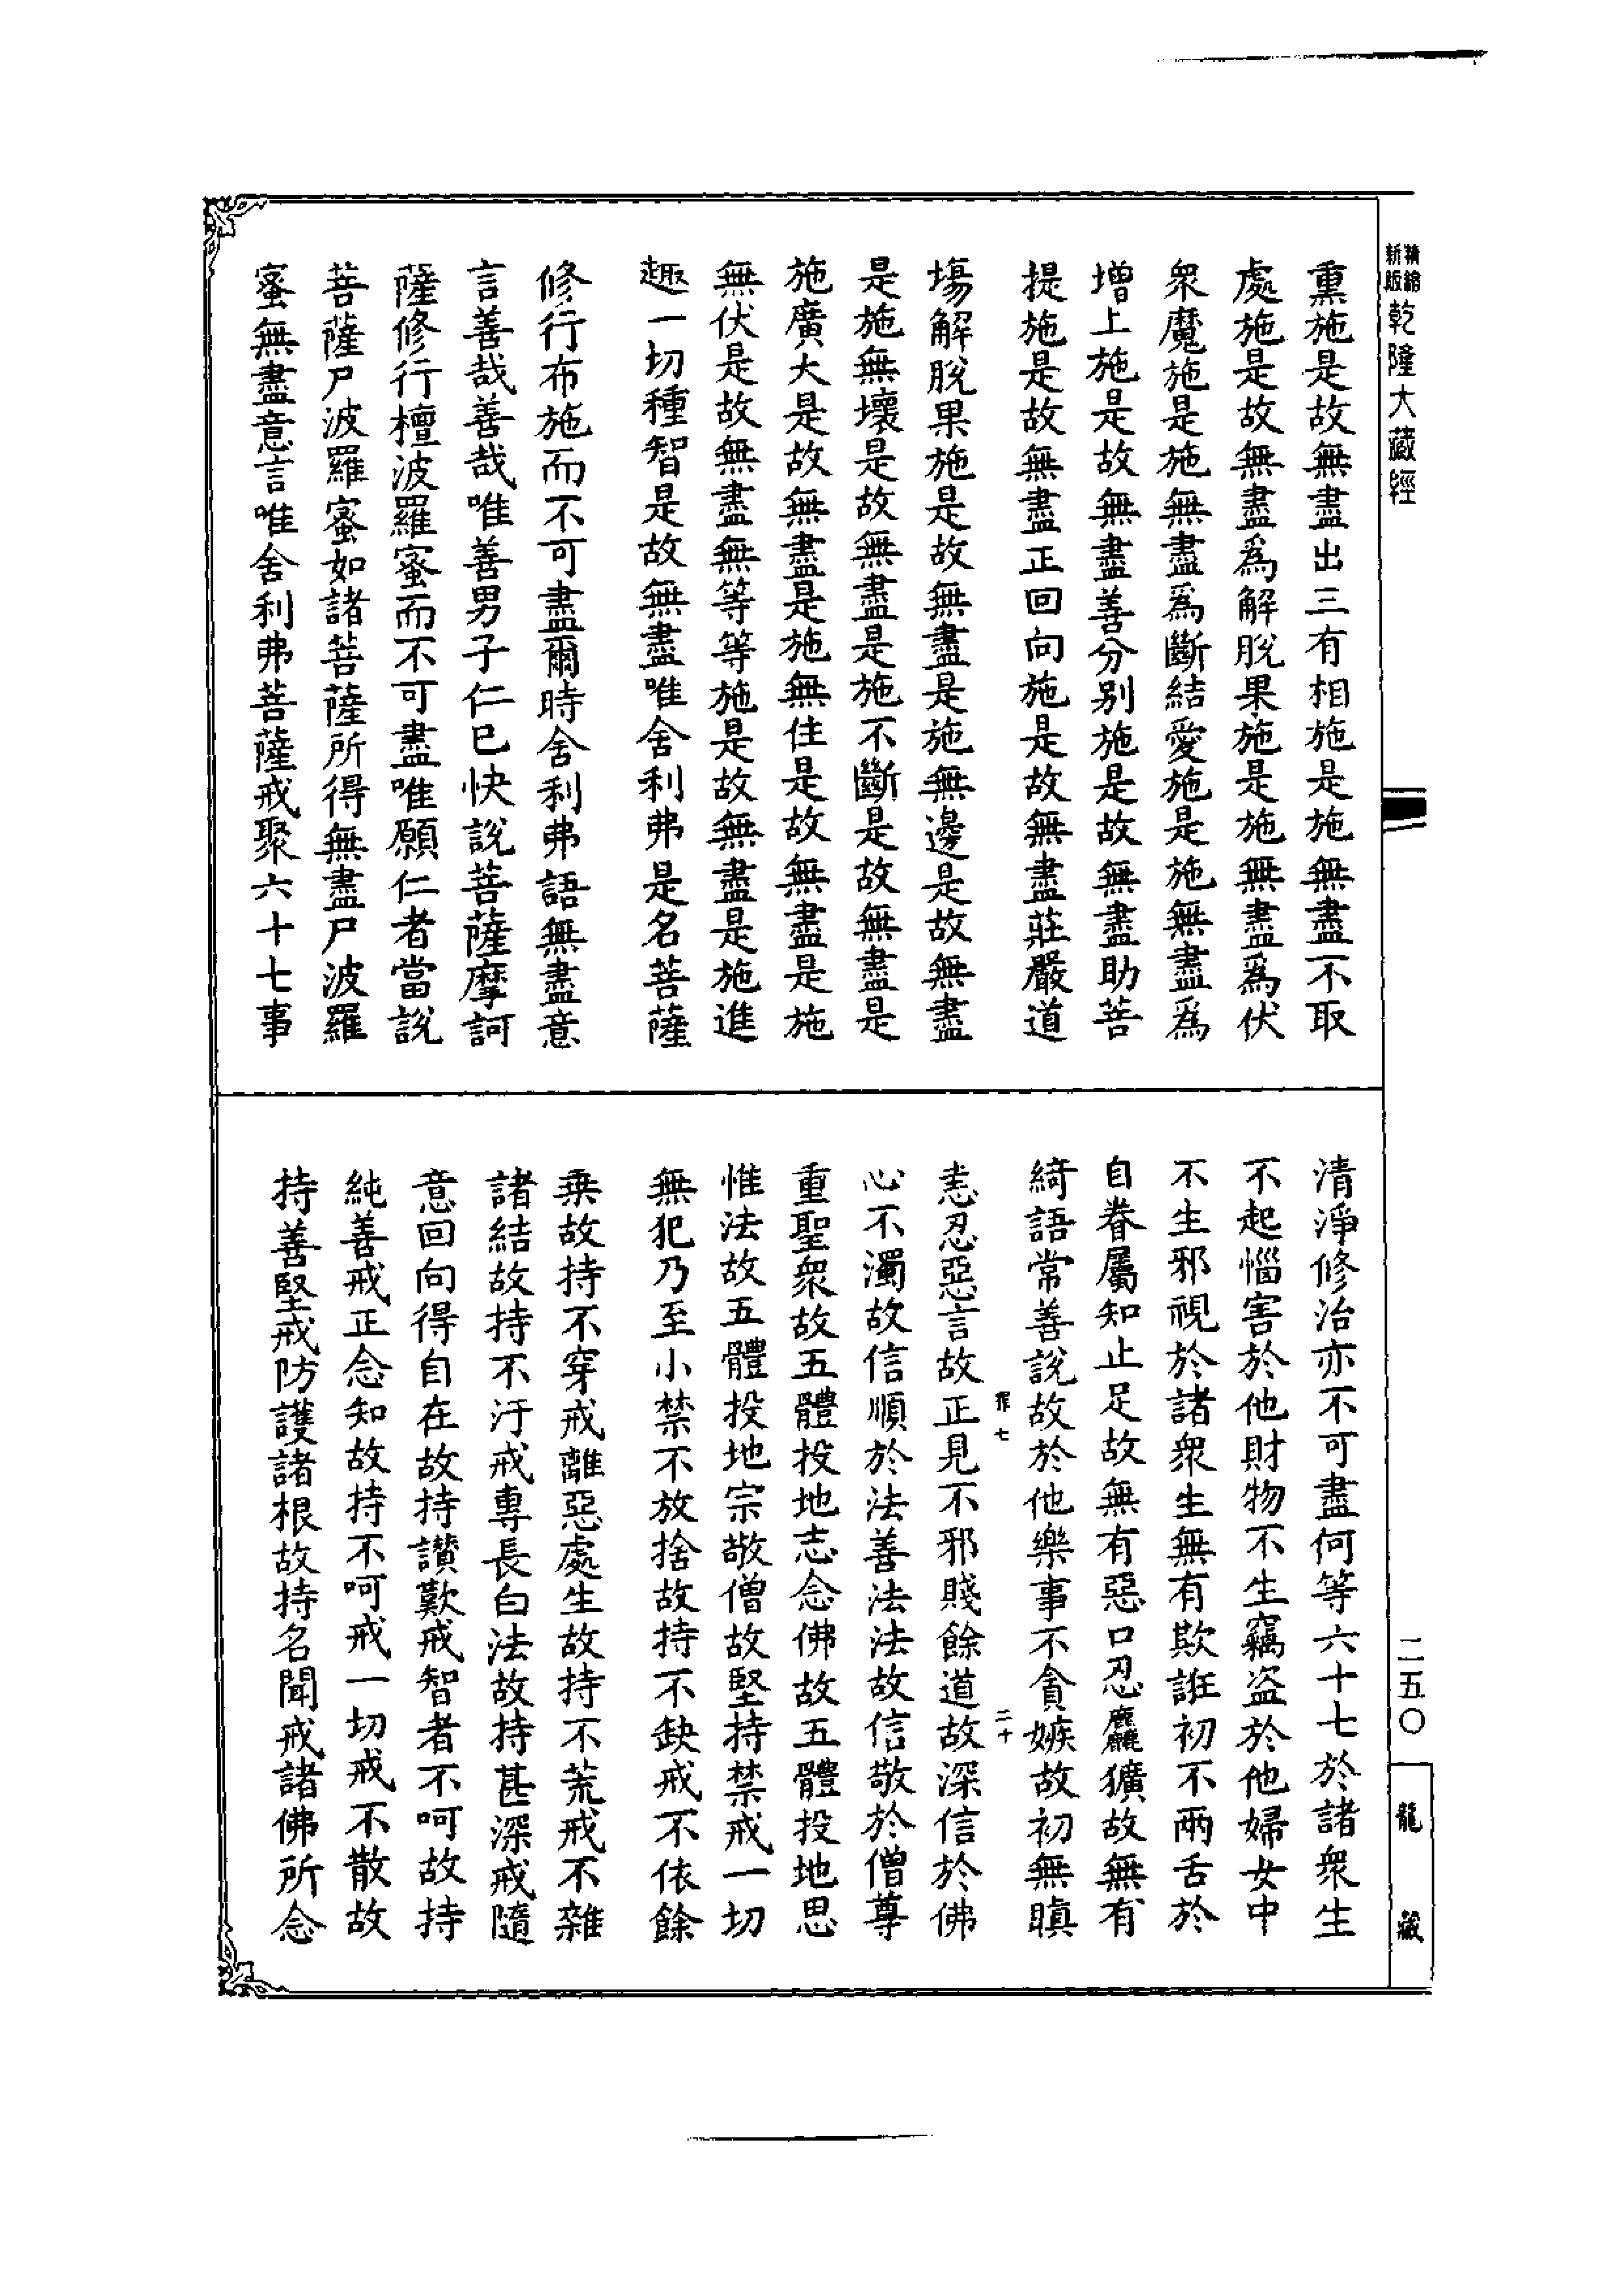 精繪
新版
乾隆大藏經
熏施是故無盡出三有相施是施無盡不取
處施是故無盡為解脫果施是施無盡為伏
衆魔施是施無盡為斷結愛施是施無盡為
增上施是故無盡善分別施是故無盡助菩
提施是故無盡正回向施是故無盡莊嚴道
場解脫果施是故無盡是施無邊是故無盡
是施無壞是故無盡是施不斷是故無盡是
施廣大是故無盡是施無住是故無盡是施
無伏是故無盡無等等施是故無盡是施進
趣一切種智是故無盡唯舍利弗是名菩薩
修行布施而不可盡爾時舍利弗語無盡意
言善哉善哉唯善男子仁已快說菩薩摩訶
薩修行檀波羅蜜而不可盡唯願仁者當說
菩薩尸波羅蜜如諸菩薩所得無盡尸波羅
蜜無盡意言唯舍利弗菩薩戒聚六十七事
清淨修治亦不可盡何等六十七於諸衆生
不起惱害於他財物不生竊盜於他婦女中
不生邪視於諸衆生無有欺誑初不兩舌於
自眷屬知止足故無有惡口忍麤獷故無有
綺語常善說故於他樂事不貪嫉故初無瞋
恚忍惡言故正見不邪賤餘道故深信於佛
心不濁故信順於法善法法故信敬於僧尊
重聖衆故五體投地志念佛故五體投地思
惟法故五體投地宗敬僧故堅持禁戒一切
無犯乃至小禁不放捨故持不缺戒不依餘
乘故持不穿戒離惡處生故持不荒戒不雜
諸結故持不汙戒專長白法故持甚深戒隨
意回向得自在故持讚歎戒智者不呵故持
純善戒正念知故持不呵戒一切戒不散故
持善堅戒防護諸根故持名聞戒諸佛所念
七
二十
二五〇
龍藏